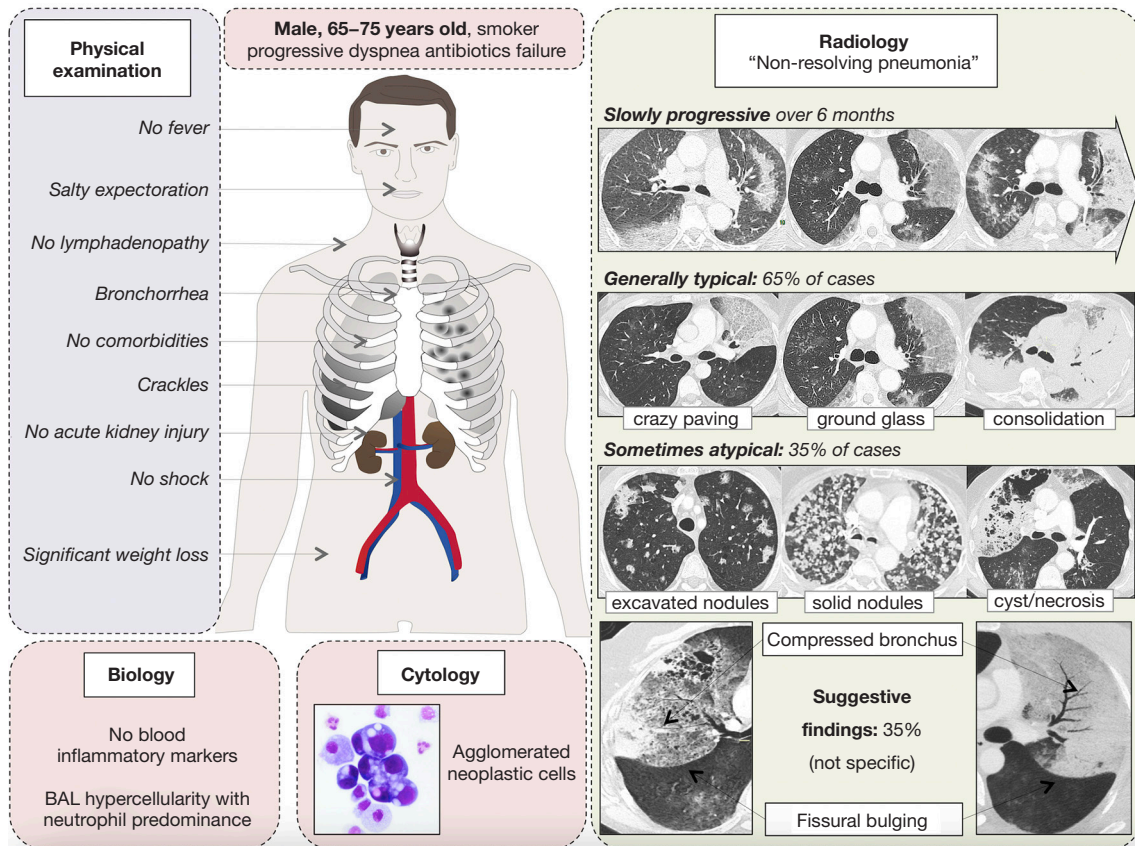 Physical
examination
No fever
Salty expectoration
No lymphadenopathy
Bronchorrhea
No comorbidities
Crackles
No acute kidney injury
No shock
Significant weight loss
Male, 65–75 years old, smoker
progressive dyspnea antibiotics failure
Biology
No blood
inflammatory markers
BAL hypercellularity with
neutrophil predominance
Cytology
Agglomerated
neoplastic cells
Radiology
“Non-resolving pneumonia”
Slowly progressive over 6 months
Generally typical: 65% of cases
crazy paving
ground glass
consolidation
Sometimes atypical: 35% of cases
excavated nodules
solid nodules
cyst/necrosis
Compressed bronchus
Suggestive
findings: 35%
(not specific)
Fissural bulging